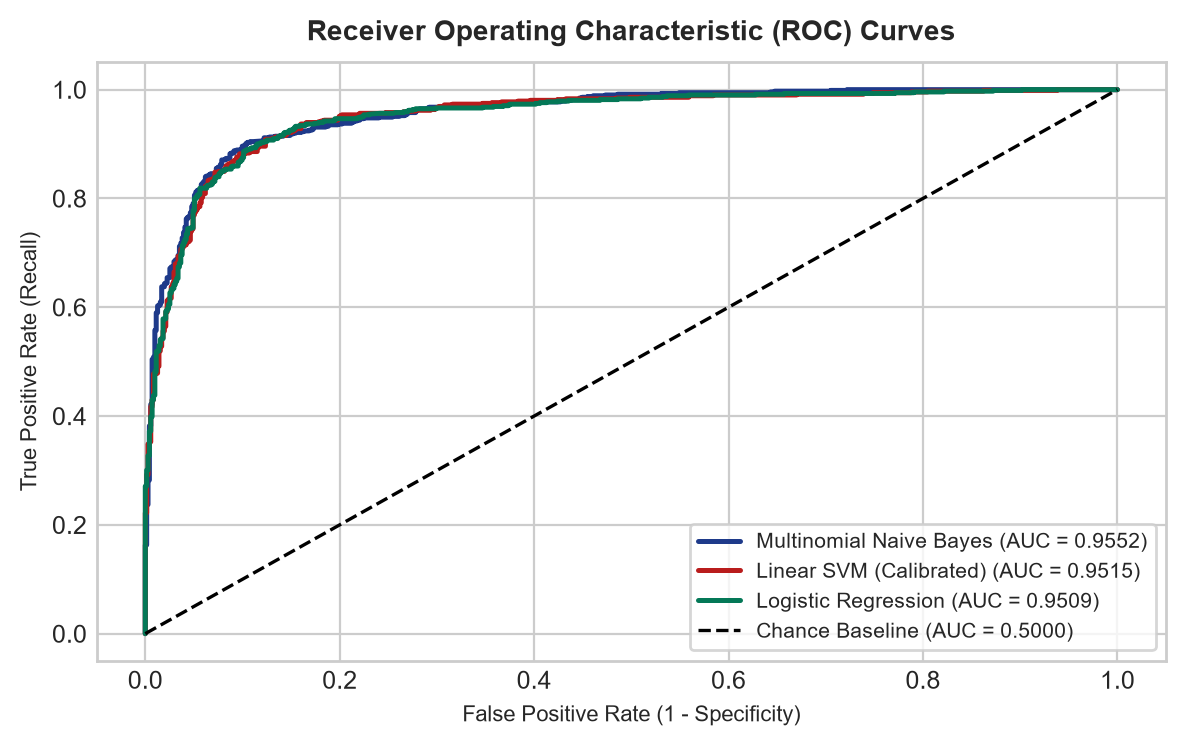 Receiver Operating Characteristic (ROC) Curves
True Positive Rate (Recall)
1.0
0.8
0.6
0.4
0.2
0.0
Multinomial Naive Bayes (AUC = 0.9552)
Linear SVM (Calibrated) (AUC = 0.9515)
Logistic Regression (AUC = 0.9509)
Chance Baseline (AUC = 0.5000)
0.0 0.2 0.4 0.6 0.8 1.0
False Positive Rate (1 - Specificity)